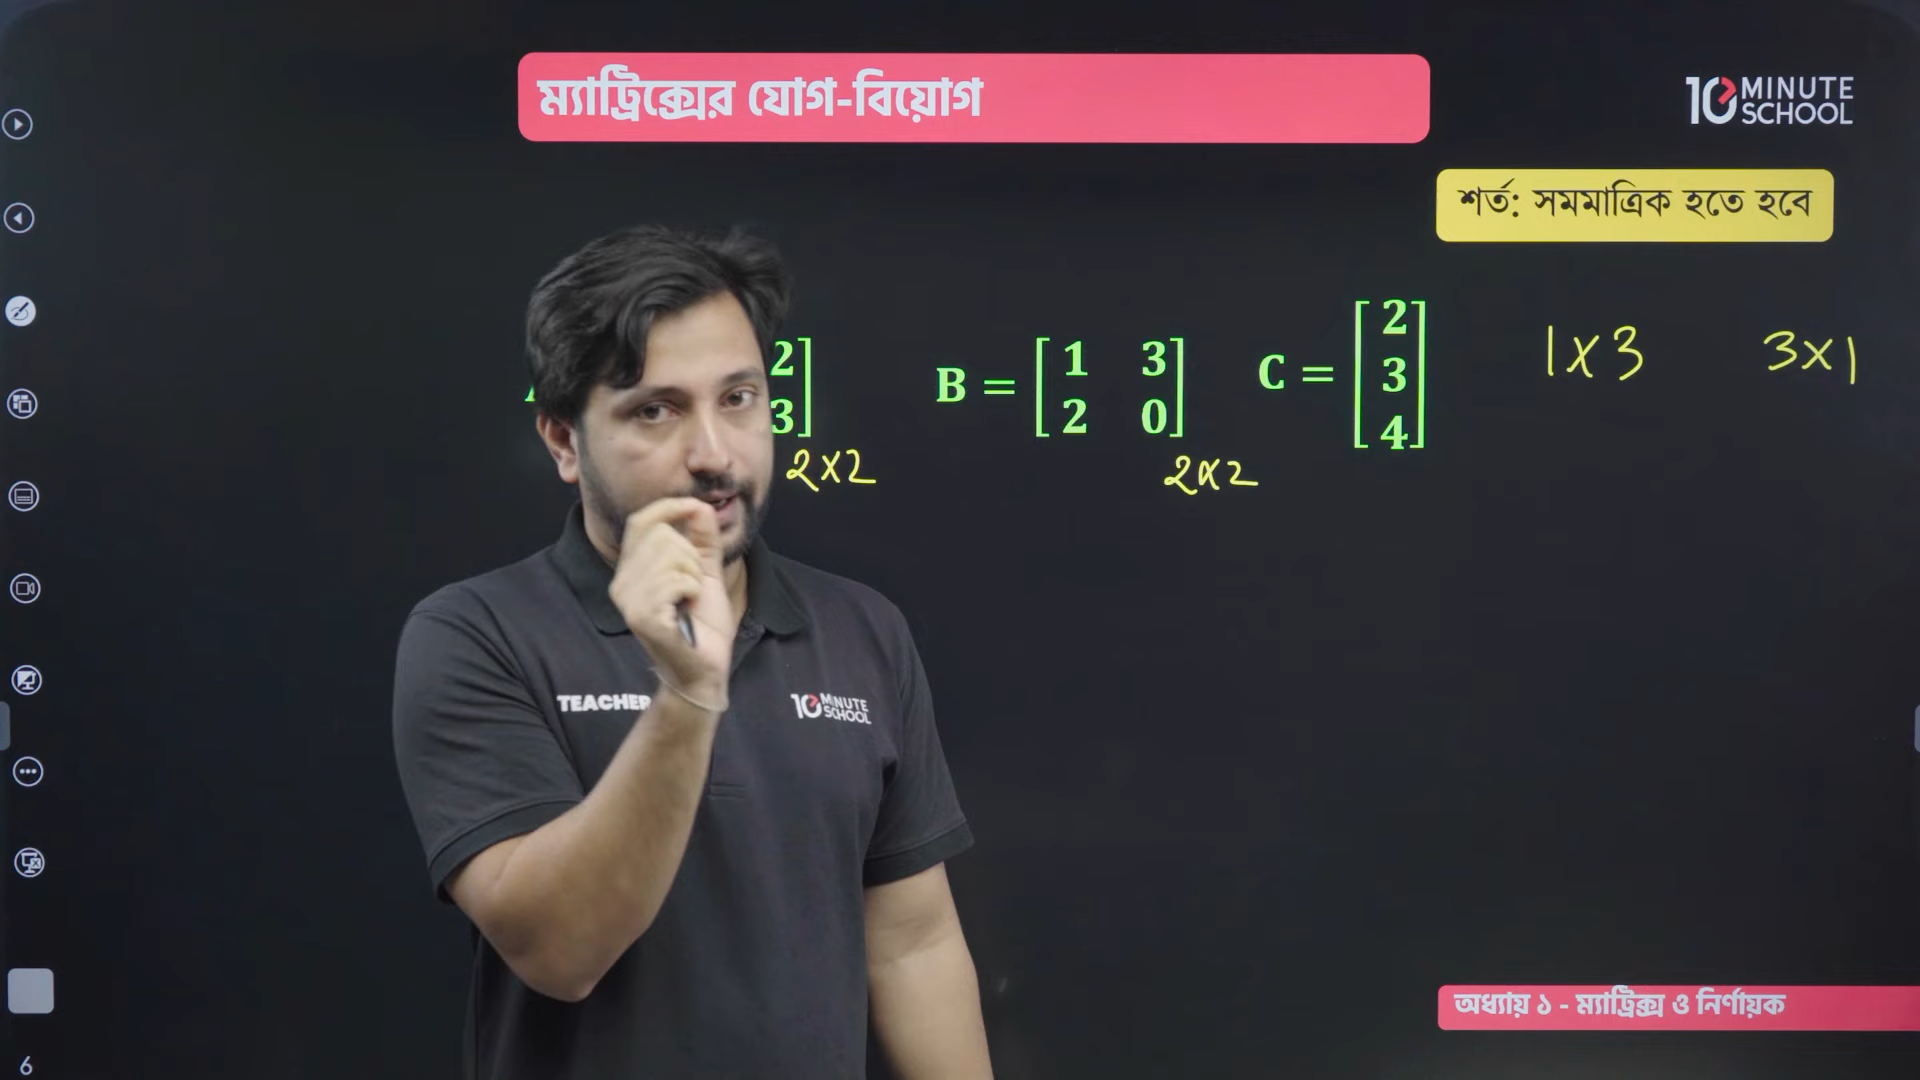 ম্যাট্রিক্সের যোগ-বিয়োগ
10 MINUTE SCHOOL
শর্ত: সমমাত্রিক হতে হবে
2
3
2x2
B = [1 3
2 0]
2x2
C = [2
3
4]
1x3
3x1
TEACHER
10 MINUTE SCHOOL
অধ্যায় ১ - ম্যাট্রিক্স ও নির্ণায়ক
6